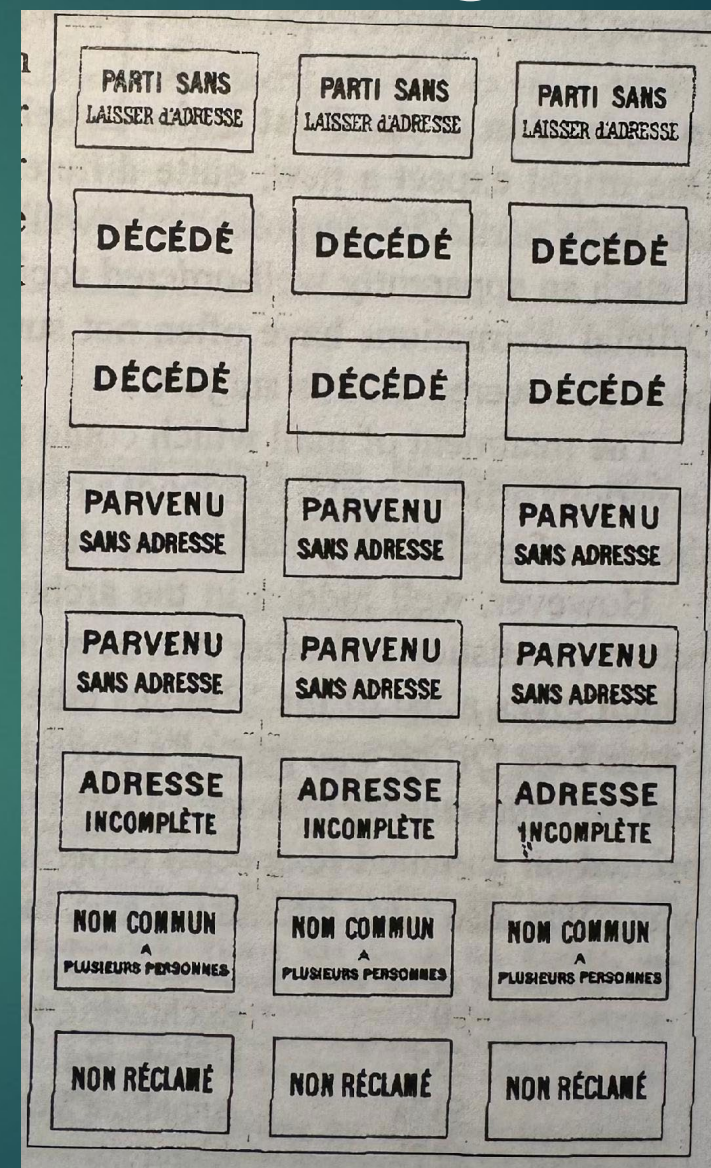 PARTI SANS PARTI SANS PARTI SANS
LAISSER d'ADRESSE LAISSER d'ADRESSE LAISSER d'ADRESSE
DÉCÉDÉ DÉCÉDÉ DÉCÉDÉ
DÉCÉDÉ DÉCÉDÉ DÉCÉDÉ
PARVENU PARVENU PARVENU
SANS ADRESSE SANS ADRESSE SANS ADRESSE
PARVENU PARVENU PARVENU
SANS ADRESSE SANS ADRESSE SANS ADRESSE
ADRESSE ADRESSE ADRESSE
INCOMPLÈTE INCOMPLÈTE INCOMPLÈTE
NOM COMMUN NOM COMMUN NOM COMMUN
A A A
PLUSIEURS PERSONNES PLUSIEURS PERSONNES PLUSIEURS PERSONNES
NON RÉCLAMÉ NON RÉCLAMÉ NON RÉCLAMÉ